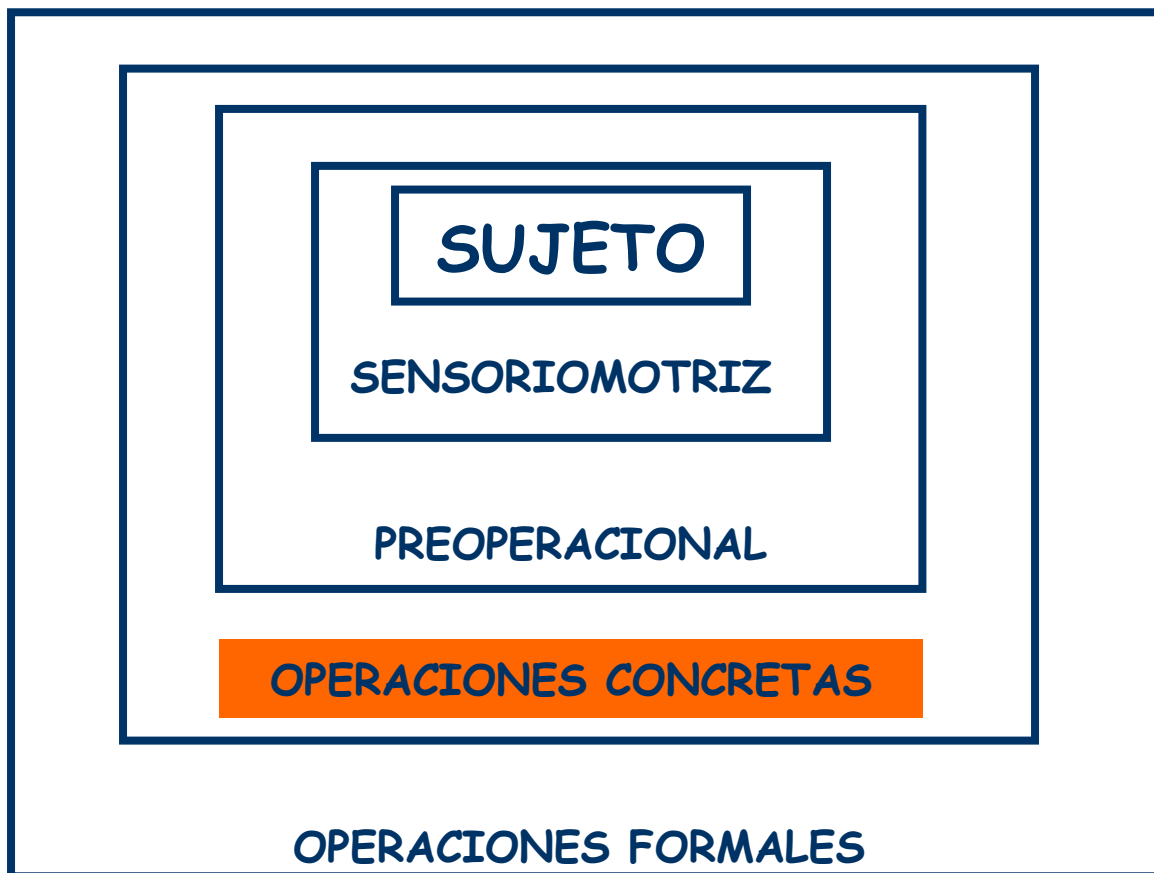 SUJETO
SENSORIOMOTRIZ
PREOPERACIONAL
OPERACIONES CONCRETAS
OPERACIONES FORMALES